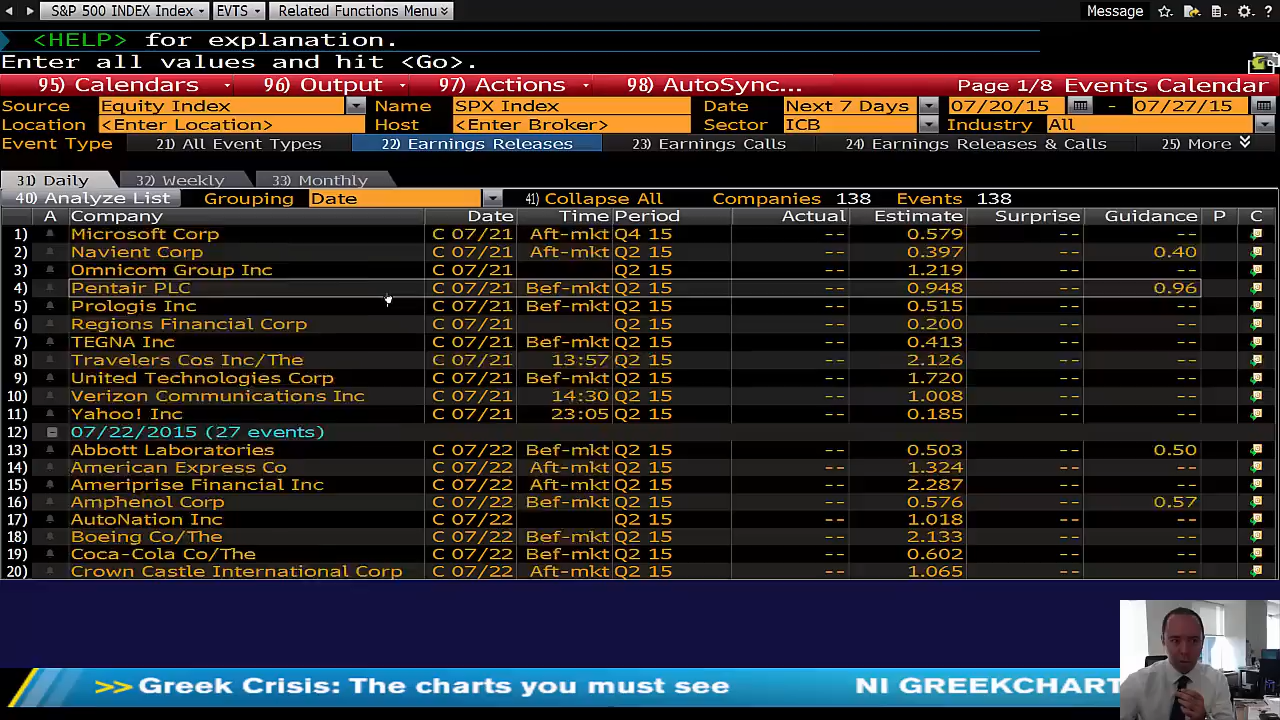 S&P 500 INDEX Index EVTS Related Functions Menu Message
<HELP> for explanation.
Enter all values and hit <Go>.
95) Calendars 96) Output 97) Actions 98) AutoSync... Page 1/8 Events Calendar
Source Equity Index Name SPX Index Date Next 7 Days 07/20/15 - 07/27/15
Location <Enter Location> Host <Enter Broker> Sector ICB Industry All
Event Type 21) All Event Types 22) Earnings Releases 23) Earnings Calls 24) Earnings Releases & Calls 25) More
31) Daily 32) Weekly 33) Monthly
40) Analyze List Grouping Date 41) Collapse All Companies 138 Events 138
A Company Date Time Period Actual Estimate Surprise Guidance P C
1) Microsoft Corp C 07/21 Aft-mkt Q4 15 -- 0.579 -- --
2) Navient Corp C 07/21 Aft-mkt Q2 15 -- 0.397 -- 0.40
3) Omnicom Group Inc C 07/21 Q2 15 -- 1.219 -- --
4) Pentair PLC C 07/21 Bef-mkt Q2 15 -- 0.948 -- 0.96
5) Prologis Inc C 07/21 Bef-mkt Q2 15 -- 0.515 -- --
6) Regions Financial Corp C 07/21 Q2 15 -- 0.200 -- --
7) TEGNA Inc C 07/21 Bef-mkt Q2 15 -- 0.413 -- --
8) Travelers Cos Inc/The C 07/21 13:57 Q2 15 -- 2.126 -- --
9) United Technologies Corp C 07/21 Bef-mkt Q2 15 -- 1.720 -- --
10) Verizon Communications Inc C 07/21 14:30 Q2 15 -- 1.008 -- --
11) Yahoo! Inc C 07/21 23:05 Q2 15 -- 0.185 -- --
12) 07/22/2015 (27 events)
13) Abbott Laboratories C 07/22 Bef-mkt Q2 15 -- 0.503 -- 0.50
14) American Express Co C 07/22 Aft-mkt Q2 15 -- 1.324 -- --
15) Ameriprise Financial Inc C 07/22 Aft-mkt Q2 15 -- 2.287 -- --
16) Amphenol Corp C 07/22 Bef-mkt Q2 15 -- 0.576 -- 0.57
17) AutoNation Inc C 07/22 Q2 15 -- 1.018 -- --
18) Boeing Co/The C 07/22 Bef-mkt Q2 15 -- 2.133 -- --
19) Coca-Cola Co/The C 07/22 Bef-mkt Q2 15 -- 0.602 -- --
20) Crown Castle International Corp C 07/22 Aft-mkt Q2 15 -- 1.065 -- --
>> Greek Crisis: The charts you must see NI GREEKCHART